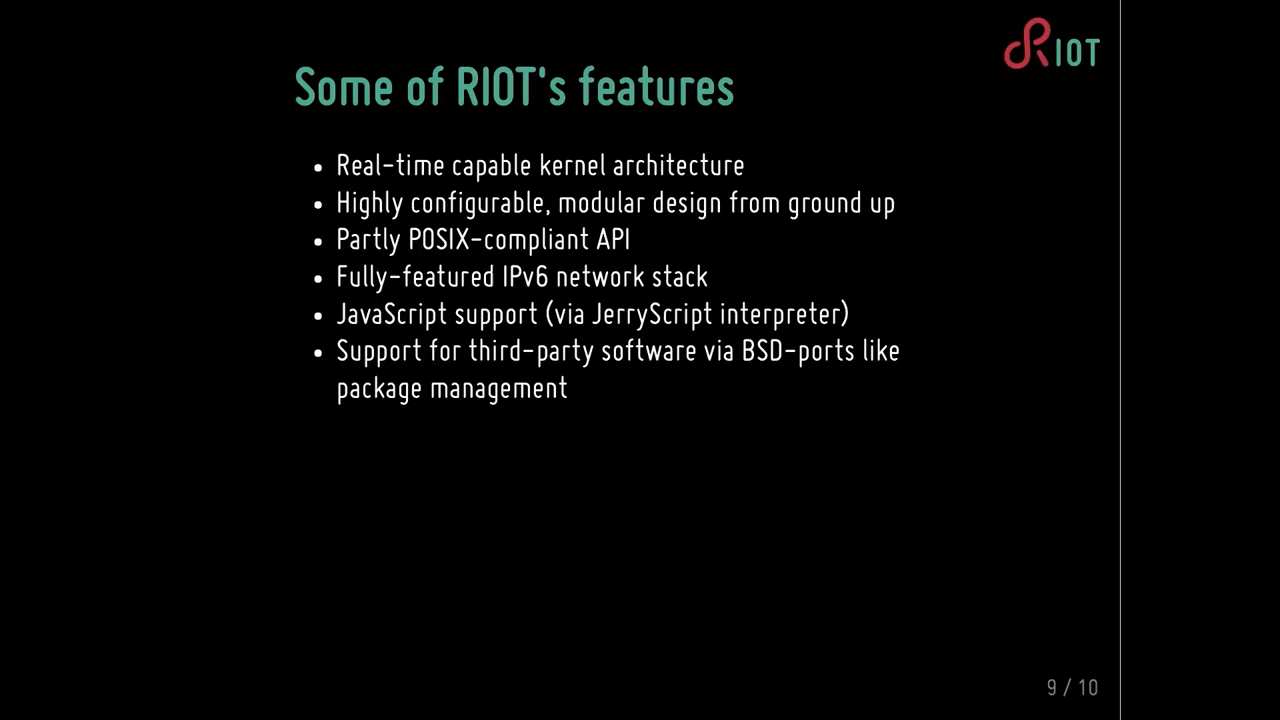 RIOT
Some of RIOT's features
• Real-time capable kernel architecture
• Highly configurable, modular design from ground up
• Partly POSIX-compliant API
• Fully-featured IPv6 network stack
• JavaScript support (via JerryScript interpreter)
• Support for third-party software via BSD-ports like
package management
9 / 10